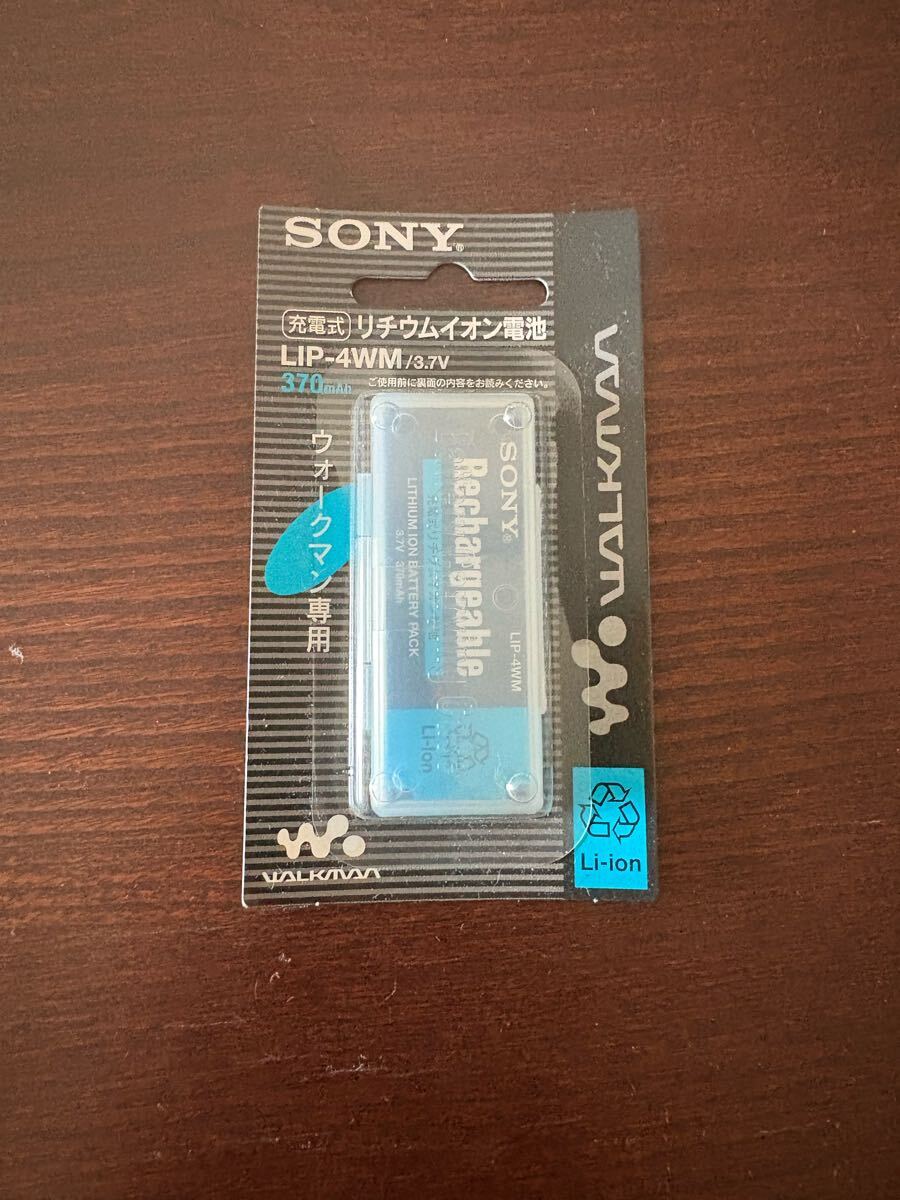 SONY®
充電式 リチウムイオン電池
LIP-4WM/3.7V
370mAh ご使用前に裏面の内容をお読みください。
ウォークマン専用
SONY®
LIP-4WM
Rechargeable
LITHIUM ION BATTERY PACK
3.7V 370mAh
Li-ion
WALKMAN
WALKMAN
Li-ion